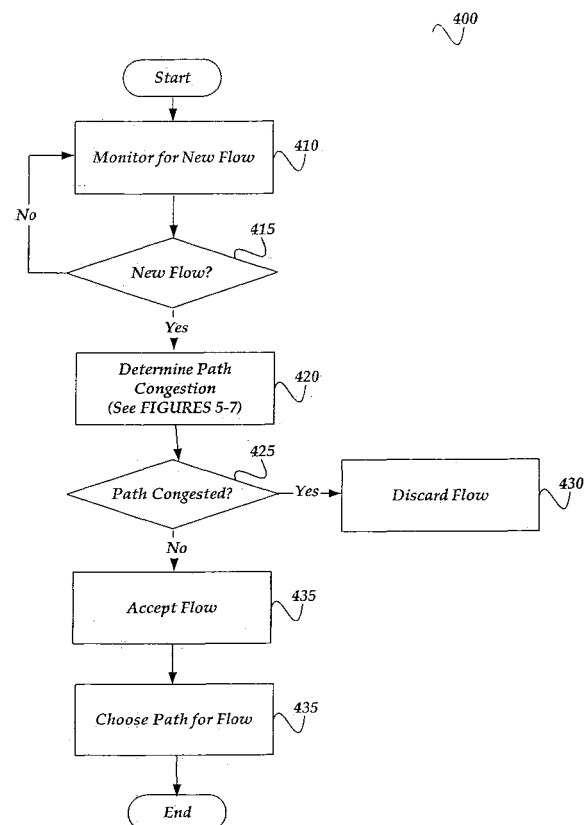 400
Start
Monitor for New Flow
410
No
415
New Flow?
Yes
Determine Path
Congestion
(See FIGURES 5-7)
420
425
Path Congested?
Yes
Discard Flow
430
No
Accept Flow
435
Choose Path for Flow
435
End